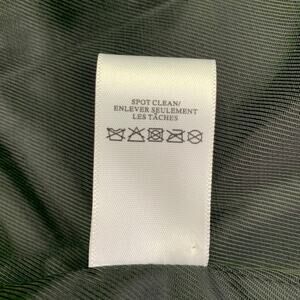 SPOT CLEAN/
ENLEVER SEULEMENT
LES TÂCHES